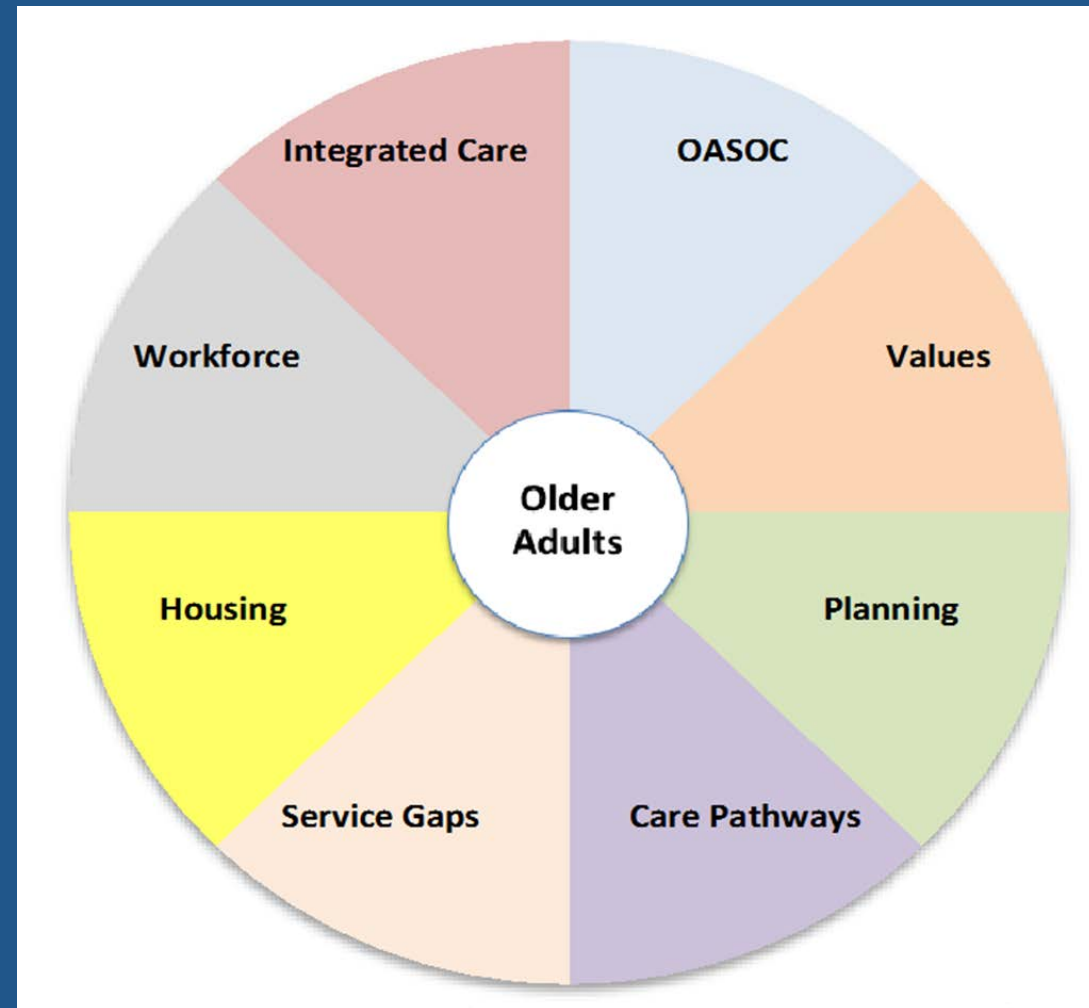 Integrated Care
OASOC
Workforce
Values
Older
Adults
Housing
Planning
Service Gaps
Care Pathways